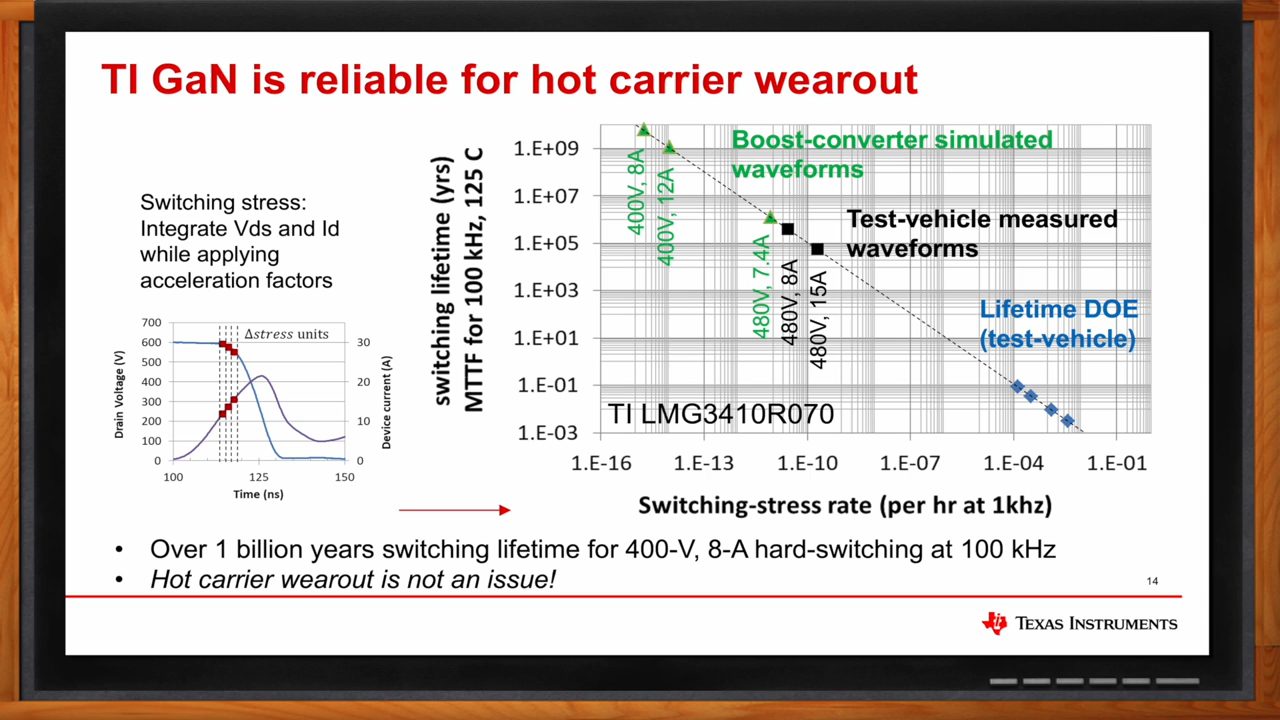 TI GaN is reliable for hot carrier wearout
Switching stress:
Integrate Vds and Id
while applying
acceleration factors
Δstress units
700
600
500
400
300
200
100
0
30
20
10
0
100
125
150
Drain Voltage (V)
Device current (A)
Time (ns)
switching lifetime (yrs)
MTTF for 100 kHz, 125 C
1.E+09
1.E+07
1.E+05
1.E+03
1.E+01
1.E-01
1.E-03
1.E-16
1.E-13
1.E-10
1.E-07
1.E-04
1.E-01
Boost-converter simulated
waveforms
400V, 8A
400V, 12A
480V, 7.4A
Test-vehicle measured
waveforms
480V, 8A
480V, 15A
Lifetime DOE
(test-vehicle)
TI LMG3410R070
Switching-stress rate (per hr at 1khz)
• Over 1 billion years switching lifetime for 400-V, 8-A hard-switching at 100 kHz
• Hot carrier wearout is not an issue!
14
TEXAS INSTRUMENTS